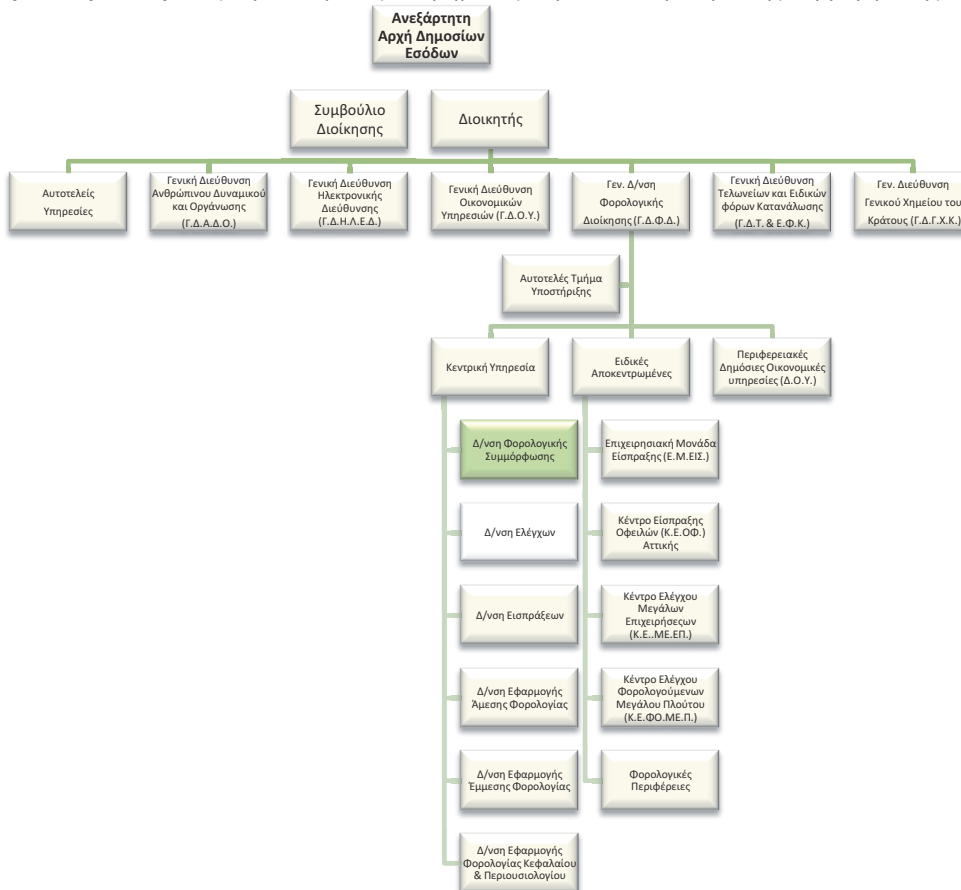 Ανεξάρτητη
Αρχή Δημοσίων
Εσόδων
Συμβούλιο
Διοίκησης
Διοικητής
Αυτοτελείς
Υπηρεσίες
Γενική Διεύθυνση
Ανθρώπινου Δυναμικού
και Οργάνωσης
(Γ.Δ.Α.Δ.Ο.)
Γενική Διεύθυνση
Ηλεκτρονικής
Διεύθυνσης
(Γ.Δ.Η.Λ.Ε.Δ.)
Γενική Διεύθυνση
Οικονομικών
Υπηρεσιών (Γ.Δ.Ο.Υ.)
Γεν. Δ/νση
Φορολογικής
Διοίκησης (Γ.Δ.Φ.Δ.)
Γενική Διεύθυνση
Τελωνείων και Ειδικών
φόρων Κατανάλωσης
(Γ.Δ.Τ. & Ε.Φ.Κ.)
Γεν. Διεύθυνση
Γενικού Χημείου του
Κράτους (Γ.Δ.Γ.Χ.Κ.)
Αυτοτελές Τμήμα
Υποστήριξης
Κεντρική Υπηρεσία
Ειδικές
Αποκεντρωμένες
Περιφερειακές
Δημόσιες Οικονομικές
υπηρεσίες (Δ.Ο.Υ.)
Δ/νση Φορολογικής
Συμμόρφωσης
Επιχειρησιακή Μονάδα
Είσπραξης (Ε.Μ.ΕΙΣ.)
Δ/νση Ελέγχων
Κέντρο Είσπραξης
Οφειλών (Κ.Ε.ΟΦ.)
Αττικής
Δ/νση Εισπράξεων
Κέντρο Ελέγχου
Μεγάλων
Επιχειρήσεςων
(Κ.Ε..ΜΕ.ΕΠ.)
Δ/νση Εφαρμογής
Άμεσης Φορολογίας
Κέντρο Ελέγχου
Φορολογούμενων
Μεγάλου Πλούτου
(Κ.Ε.ΦΟ.ΜΕ.Π.)
Δ/νση Εφαρμογής
Έμμεσης Φορολογίας
Φορολογικές
Περιφέρειες
Δ/νση Εφαρμογής
Φορολογίας Κεφαλαίου
& Περιουσιολογίου